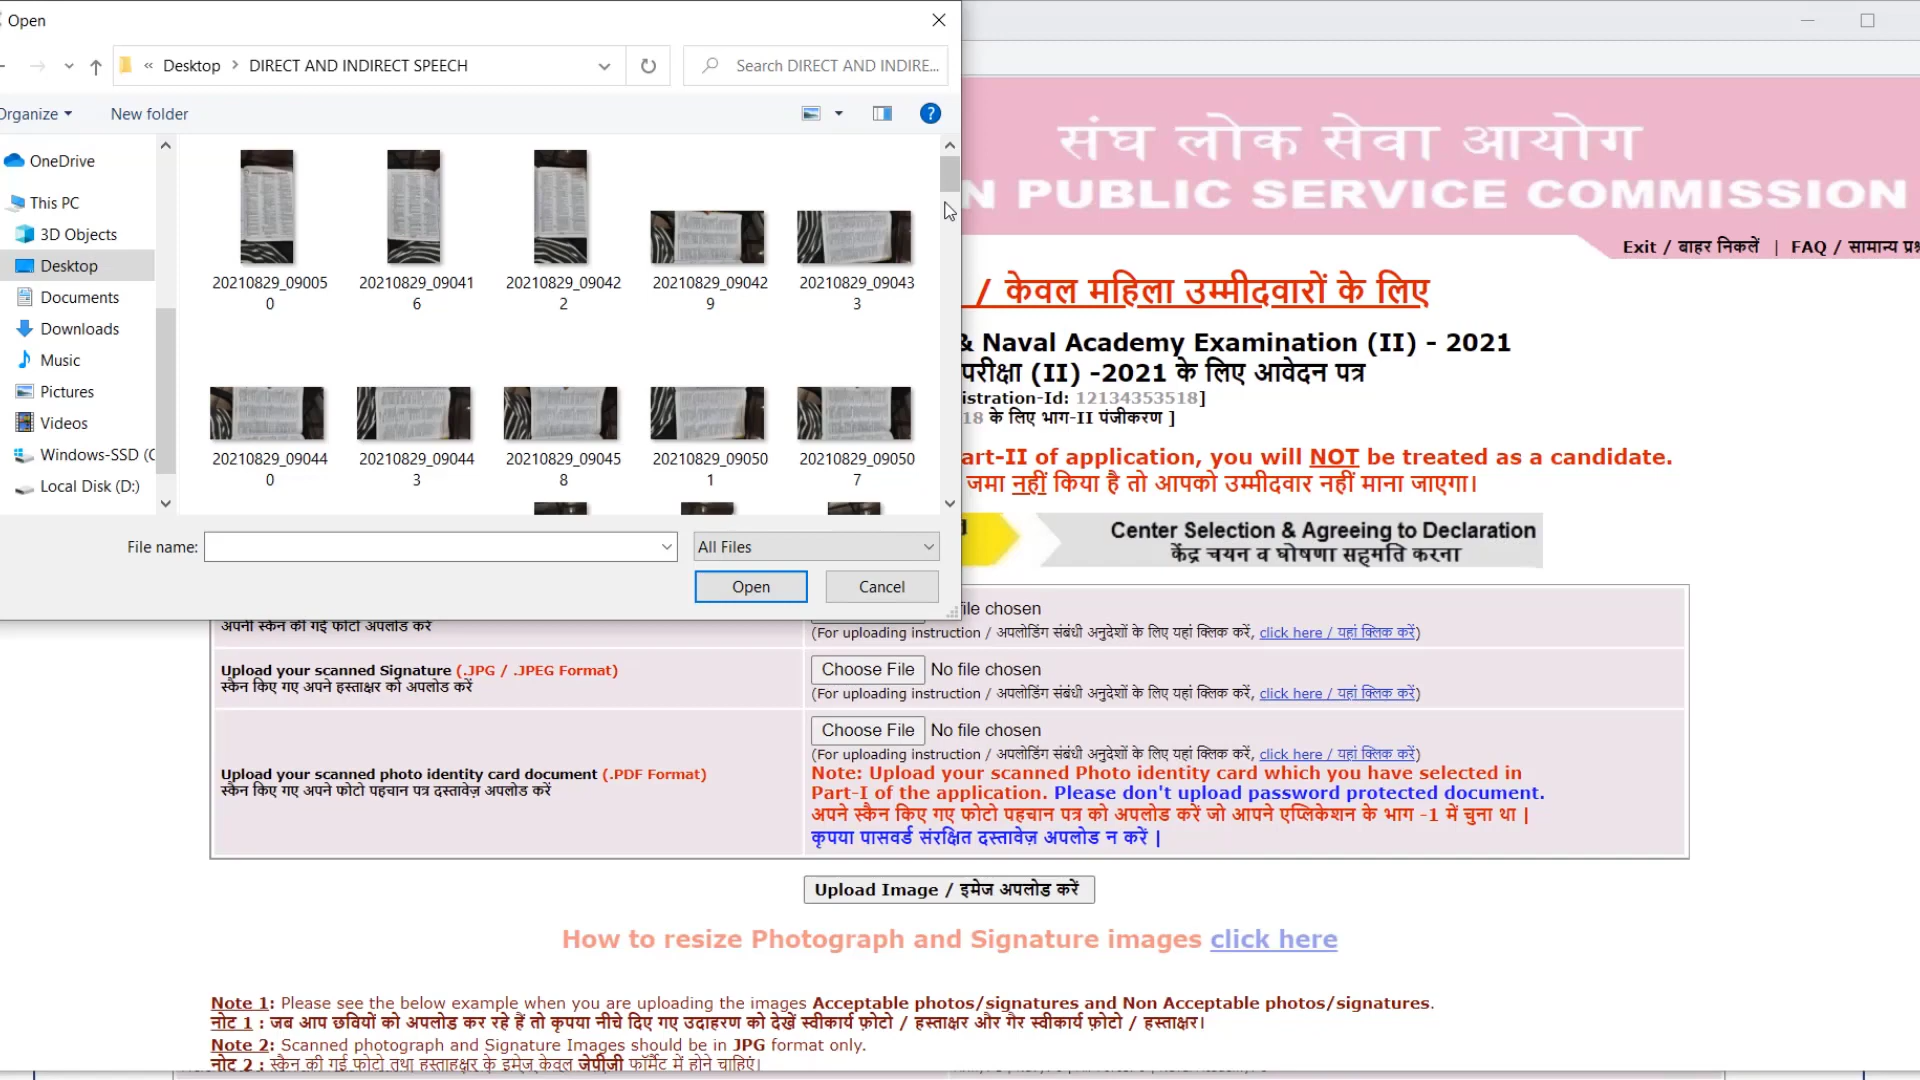 Open
« Desktop > DIRECT AND INDIRECT SPEECH
Search DIRECT AND INDIRE...
Organize
New folder
OneDrive
This PC
3D Objects
Desktop
Documents
Downloads
Music
Pictures
Videos
Windows-SSD (C
Local Disk (D:)
20210829_090050
20210829_090416
20210829_090422
20210829_090429
20210829_090433
20210829_090440
20210829_090443
20210829_090458
20210829_090501
20210829_090507
File name:
All Files
Open
Cancel
संघ लोक सेवा आयोग
N PUBLIC SERVICE COMMISSION
Exit / बाहर निकलें | FAQ / सामान्य प्रश्
/ केवल महिला उम्मीदवारों के लिए
& Naval Academy Examination (II) - 2021
परीक्षा (II) -2021 के लिए आवेदन पत्र
istration-Id: 12134353518]
18 के लिए भाग-II पंजीकरण ]
art-II of application, you will NOT be treated as a candidate.
जमा नहीं किया है तो आपको उम्मीदवार नहीं माना जाएगा।
Center Selection & Agreeing to Declaration
केंद्र चयन व घोषणा सहमति करना
अपनी स्कैन की गई फोटो अपलोड करें
file chosen
(For uploading instruction / अपलोडिंग संबंधी अनुदेशों के लिए यहां क्लिक करें, click here / यहां क्लिक करें)
Upload your scanned Signature (.JPG / .JPEG Format)
स्कैन किए गए अपने हस्ताक्षर को अपलोड करें
Choose File No file chosen
(For uploading instruction / अपलोडिंग संबंधी अनुदेशों के लिए यहां क्लिक करें, click here / यहां क्लिक करें)
Upload your scanned photo identity card document (.PDF Format)
स्कैन किए गए अपने फोटो पहचान पत्र दस्तावेज़ अपलोड करें
Choose File No file chosen
(For uploading instruction / अपलोडिंग संबंधी अनुदेशों के लिए यहां क्लिक करें, click here / यहां क्लिक करें)
Note: Upload your scanned Photo identity card which you have selected in
Part-I of the application. Please don't upload password protected document.
अपने स्कैन किए गए फोटो पहचान पत्र को अपलोड करें जो आपने एप्लिकेशन के भाग -1 में चुना था |
कृपया पासवर्ड संरक्षित दस्तावेज़ अपलोड न करें |
Upload Image / इमेज अपलोड करें
How to resize Photograph and Signature images click here
Note 1: Please see the below example when you are uploading the images Acceptable photos/signatures and Non Acceptable photos/signatures.
नोट 1 : जब आप छवियों को अपलोड कर रहे हैं तो कृपया नीचे दिए गए उदाहरण को देखें स्वीकार्य फ़ोटो / हस्ताक्षर और गैर स्वीकार्य फ़ोटो / हस्ताक्षर।
Note 2: Scanned photograph and Signature Images should be in JPG format only.
नोट 2 : स्कैन की गई फोटो तथा हस्ताहक्षर के इमेज केवल जेपीजी फॉर्मैट में होने चाहिएं।